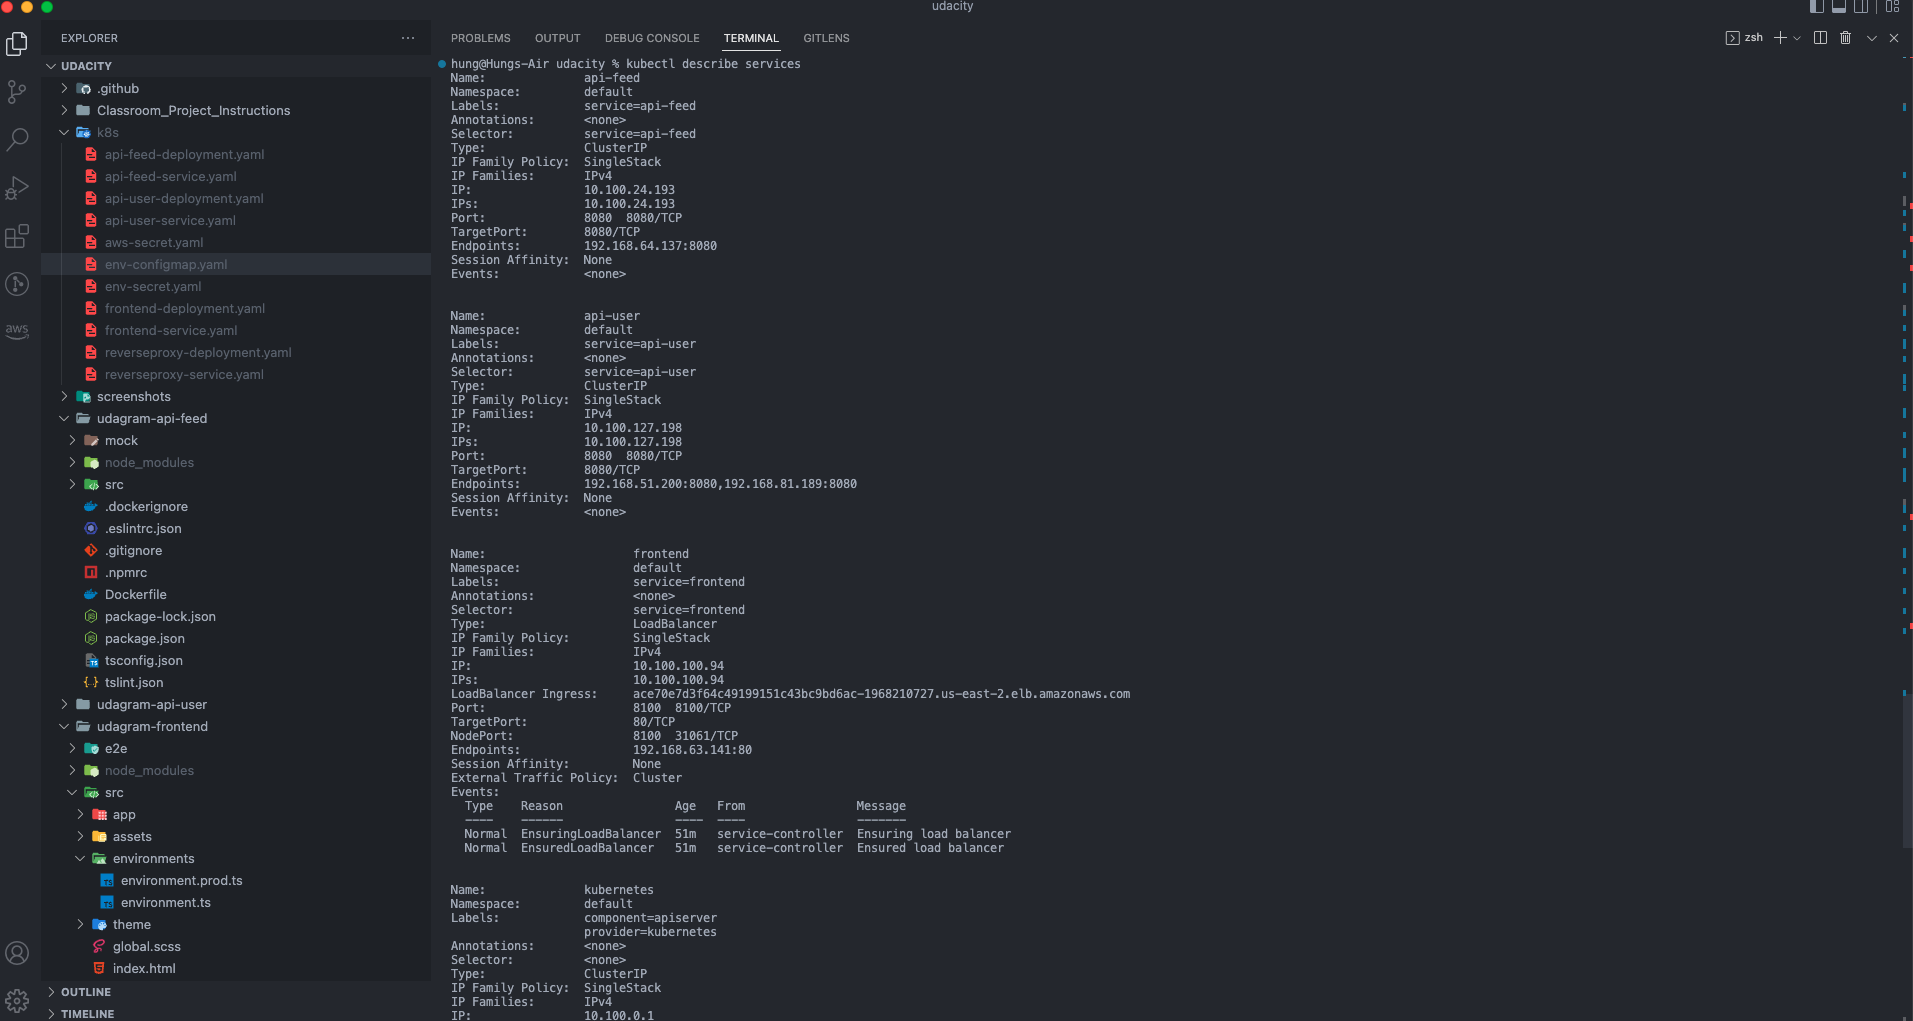 udacity
EXPLORER
UDACITY
.github
Classroom_Project_Instructions
k8s
api-feed-deployment.yaml
api-feed-service.yaml
api-user-deployment.yaml
api-user-service.yaml
aws-secret.yaml
env-configmap.yaml
env-secret.yaml
frontend-deployment.yaml
frontend-service.yaml
reverseproxy-deployment.yaml
reverseproxy-service.yaml
screenshots
udagram-api-feed
mock
node_modules
src
.dockerignore
.eslintrc.json
.gitignore
.npmrc
Dockerfile
package-lock.json
package.json
tsconfig.json
tslint.json
udagram-api-user
udagram-frontend
e2e
node_modules
src
app
assets
environments
environment.prod.ts
environment.ts
theme
global.scss
index.html
OUTLINE
TIMELINE
aws
PROBLEMS OUTPUT DEBUG CONSOLE TERMINAL GITLENS
zsh
hung@Hungs-Air udacity % kubectl describe services
Name: api-feed
Namespace: default
Labels: service=api-feed
Annotations: <none>
Selector: service=api-feed
Type: ClusterIP
IP Family Policy: SingleStack
IP Families: IPv4
IP: 10.100.24.193
IPs: 10.100.24.193
Port: 8080 8080/TCP
TargetPort: 8080/TCP
Endpoints: 192.168.64.137:8080
Session Affinity: None
Events: <none>
Name: api-user
Namespace: default
Labels: service=api-user
Annotations: <none>
Selector: service=api-user
Type: ClusterIP
IP Family Policy: SingleStack
IP Families: IPv4
IP: 10.100.127.198
IPs: 10.100.127.198
Port: 8080 8080/TCP
TargetPort: 8080/TCP
Endpoints: 192.168.51.200:8080,192.168.81.189:8080
Session Affinity: None
Events: <none>
Name: frontend
Namespace: default
Labels: service=frontend
Annotations: <none>
Selector: service=frontend
Type: LoadBalancer
IP Family Policy: SingleStack
IP Families: IPv4
IP: 10.100.100.94
IPs: 10.100.100.94
LoadBalancer Ingress: ace70e7d3f64c49199151c43bc9bd6ac-1968210727.us-east-2.elb.amazonaws.com
Port: 8100 8100/TCP
TargetPort: 80/TCP
NodePort: 8100 31061/TCP
Endpoints: 192.168.63.141:80
Session Affinity: None
External Traffic Policy: Cluster
Events:
Type Reason Age From Message
---- ------ ---- ---- -------
Normal EnsuringLoadBalancer 51m service-controller Ensuring load balancer
Normal EnsuredLoadBalancer 51m service-controller Ensured load balancer
Name: kubernetes
Namespace: default
Labels: component=apiserver
provider=kubernetes
Annotations: <none>
Selector: <none>
Type: ClusterIP
IP Family Policy: SingleStack
IP Families: IPv4
IP: 10.100.0.1